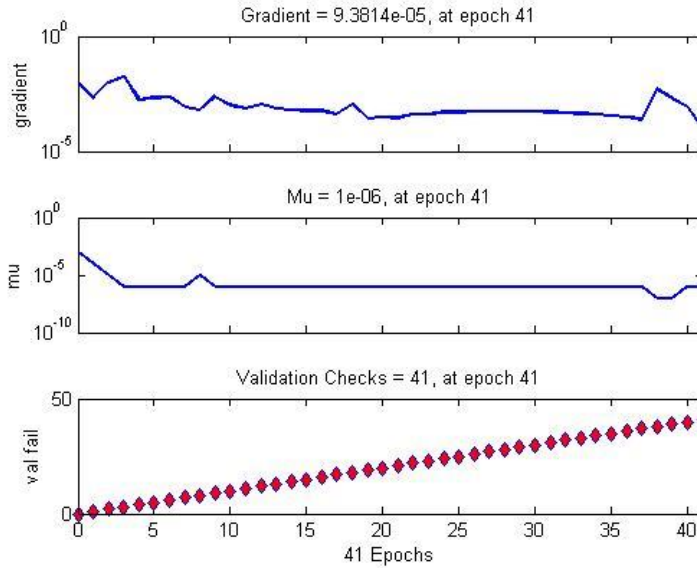 Gradient = 9.3814e-05, at epoch 41
10^0
gradient
10^-5
Mu = 1e-06, at epoch 41
10^0
mu
10^-5
10^-10
Validation Checks = 41, at epoch 41
50
val fail
0
0 5 10 15 20 25 30 35 40
41 Epochs